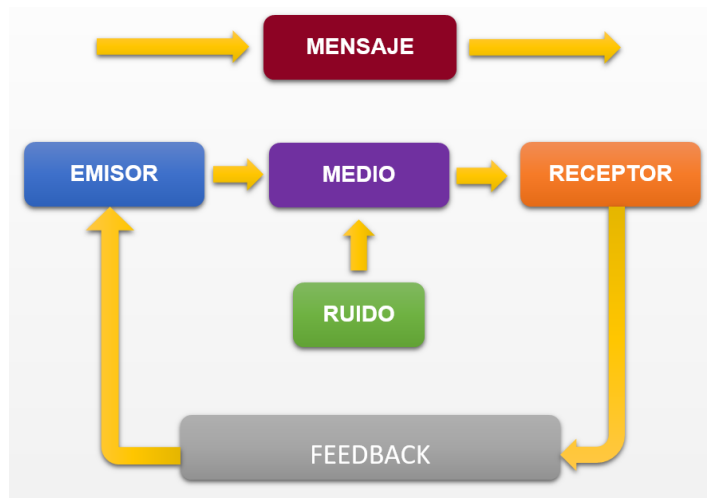 MENSAJE
EMISOR
MEDIO
RECEPTOR
RUIDO
FEEDBACK